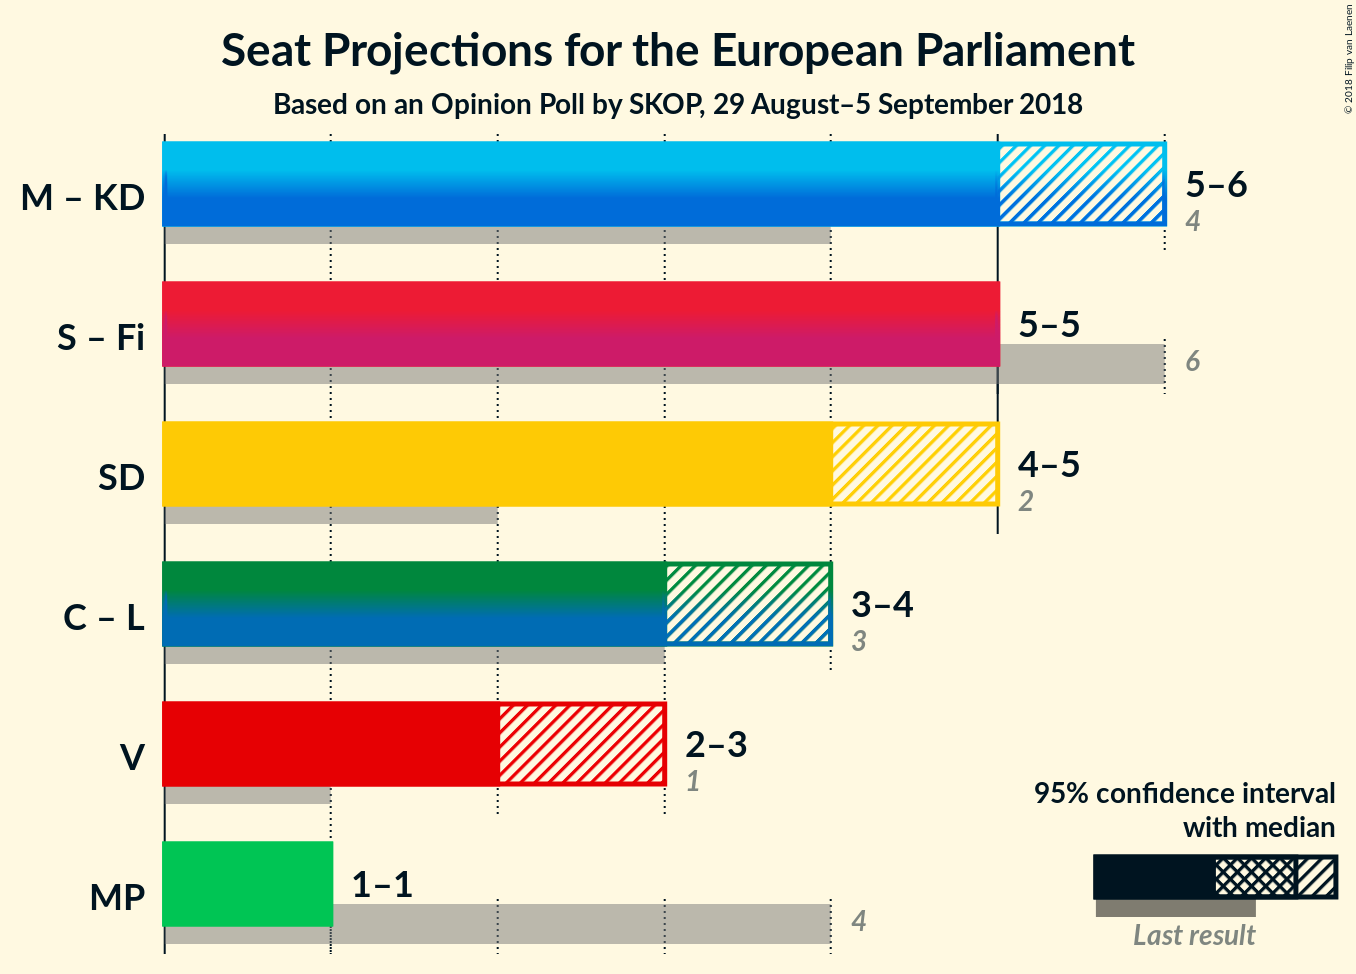 Seat Projections for the European Parliament
Based on an Opinion Poll by SKOP, 29 August–5 September 2018
© 2018 Filip van Laenen
M – KD
5–6
4
S – Fi
5–5
6
SD
4–5
2
C – L
3–4
3
V
2–3
1
MP
1–1
4
95% confidence interval
with median
Last result